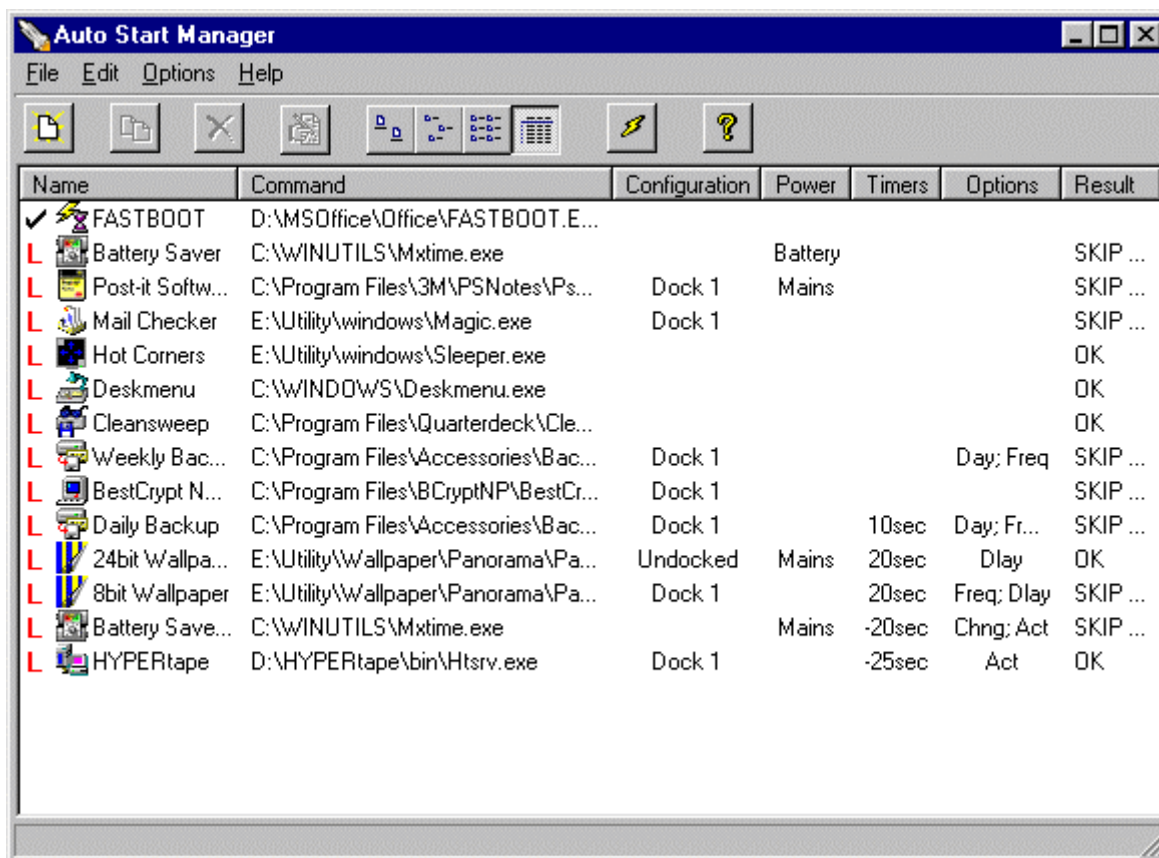 Auto Start Manager
File Edit Options Help
Name Command Configuration Power Timers Options Result
FASTBOOT D:\MSOffice\Office\FASTBOOT.E...
L Battery Saver C:\WINUTILS\Mxtime.exe Battery SKIP ...
L Post-it Softw... C:\Program Files\3M\PSNotes\Ps... Dock 1 Mains SKIP ...
L Mail Checker E:\Utility\windows\Magic.exe Dock 1 SKIP ...
L Hot Corners E:\Utility\windows\Sleeper.exe OK
L Deskmenu C:\WINDOWS\Deskmenu.exe OK
L Cleansweep C:\Program Files\Quarterdeck\Cle... OK
L Weekly Bac... C:\Program Files\Accessories\Bac... Dock 1 Day; Freq SKIP ...
L BestCrypt N... C:\Program Files\BCryptNP\BestCr... Dock 1 SKIP ...
L Daily Backup C:\Program Files\Accessories\Bac... Dock 1 10sec Day; Fr... SKIP ...
L 24bit Wallpa... E:\Utility\Wallpaper\Panorama\Pa... Undocked Mains 20sec Dlay OK
L 8bit Wallpaper E:\Utility\Wallpaper\Panorama\Pa... Dock 1 20sec Freq; Dlay SKIP ...
L Battery Save... C:\WINUTILS\Mxtime.exe Mains -20sec Chng; Act SKIP ...
L HYPERtape D:\HYPERtape\bin\Htsrv.exe Dock 1 -25sec Act OK